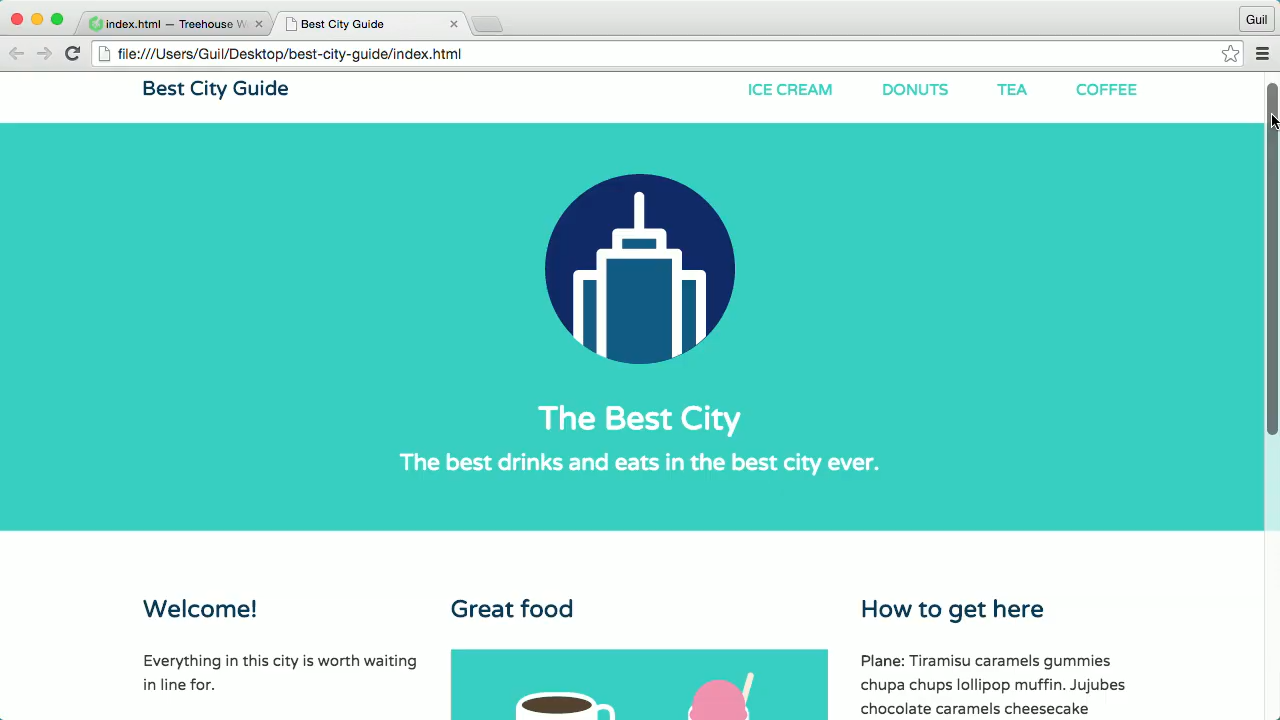 index.html — Treehouse W
Best City Guide
Guil
file:///Users/Guil/Desktop/best-city-guide/index.html
Best City Guide
ICE CREAM
DONUTS
TEA
COFFEE
The Best City
The best drinks and eats in the best city ever.
Welcome!
Everything in this city is worth waiting
in line for.
Great food
How to get here
Plane: Tiramisu caramels gummies
chupa chups lollipop muffin. Jujubes
chocolate caramels cheesecake